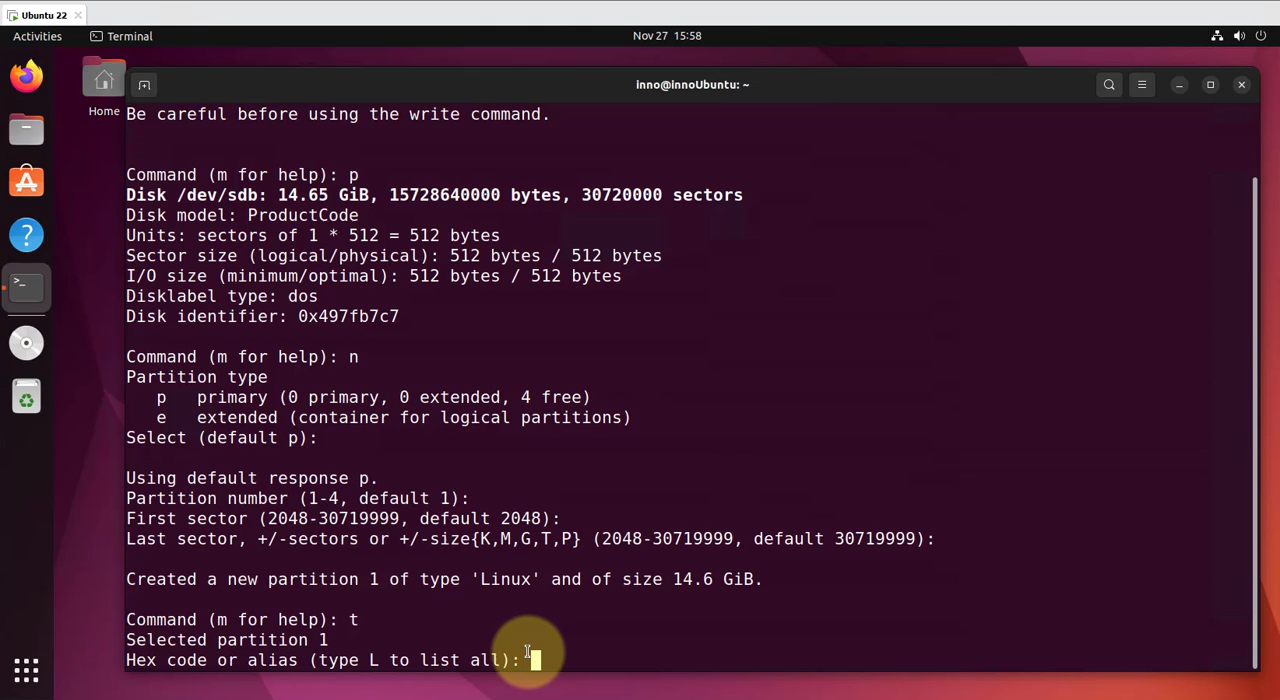 Ubuntu 22
Activities
Terminal
Nov 27 15:58
Home
inno@innoUbuntu: ~
Be careful before using the write command.
Command (m for help): p
Disk /dev/sdb: 14.65 GiB, 15728640000 bytes, 30720000 sectors
Disk model: ProductCode
Units: sectors of 1 * 512 = 512 bytes
Sector size (logical/physical): 512 bytes / 512 bytes
I/O size (minimum/optimal): 512 bytes / 512 bytes
Disklabel type: dos
Disk identifier: 0x497fb7c7
Command (m for help): n
Partition type
p   primary (0 primary, 0 extended, 4 free)
e   extended (container for logical partitions)
Select (default p):
Using default response p.
Partition number (1-4, default 1):
First sector (2048-30719999, default 2048):
Last sector, +/-sectors or +/-size{K,M,G,T,P} (2048-30719999, default 30719999):
Created a new partition 1 of type 'Linux' and of size 14.6 GiB.
Command (m for help): t
Selected partition 1
Hex code or alias (type L to list all):